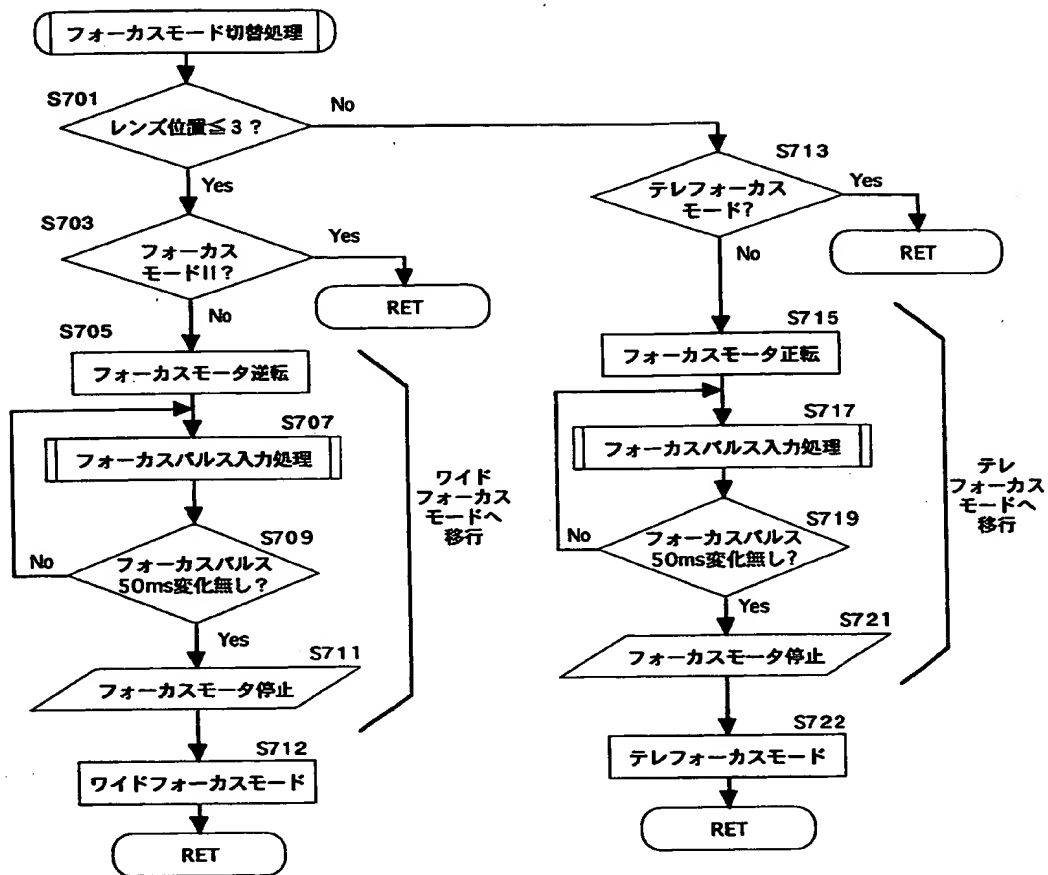 フォーカスモード切替処理
S701
レンズ位置≦3?
No
Yes
S703
フォーカス
モードII?
Yes
RET
No
S705
フォーカスモータ逆転
S707
フォーカスパルス入力処理
S709
フォーカスパルス
50ms変化無し?
No
Yes
S711
フォーカスモータ停止
S712
ワイドフォーカスモード
RET
ワイド
フォーカス
モードへ
移行
S713
テレフォーカス
モード?
Yes
RET
No
S715
フォーカスモータ正転
S717
フォーカスパルス入力処理
S719
フォーカスパルス
50ms変化無し?
No
Yes
S721
フォーカスモータ停止
S722
テレフォーカスモード
RET
テレ
フォーカス
モードへ
移行